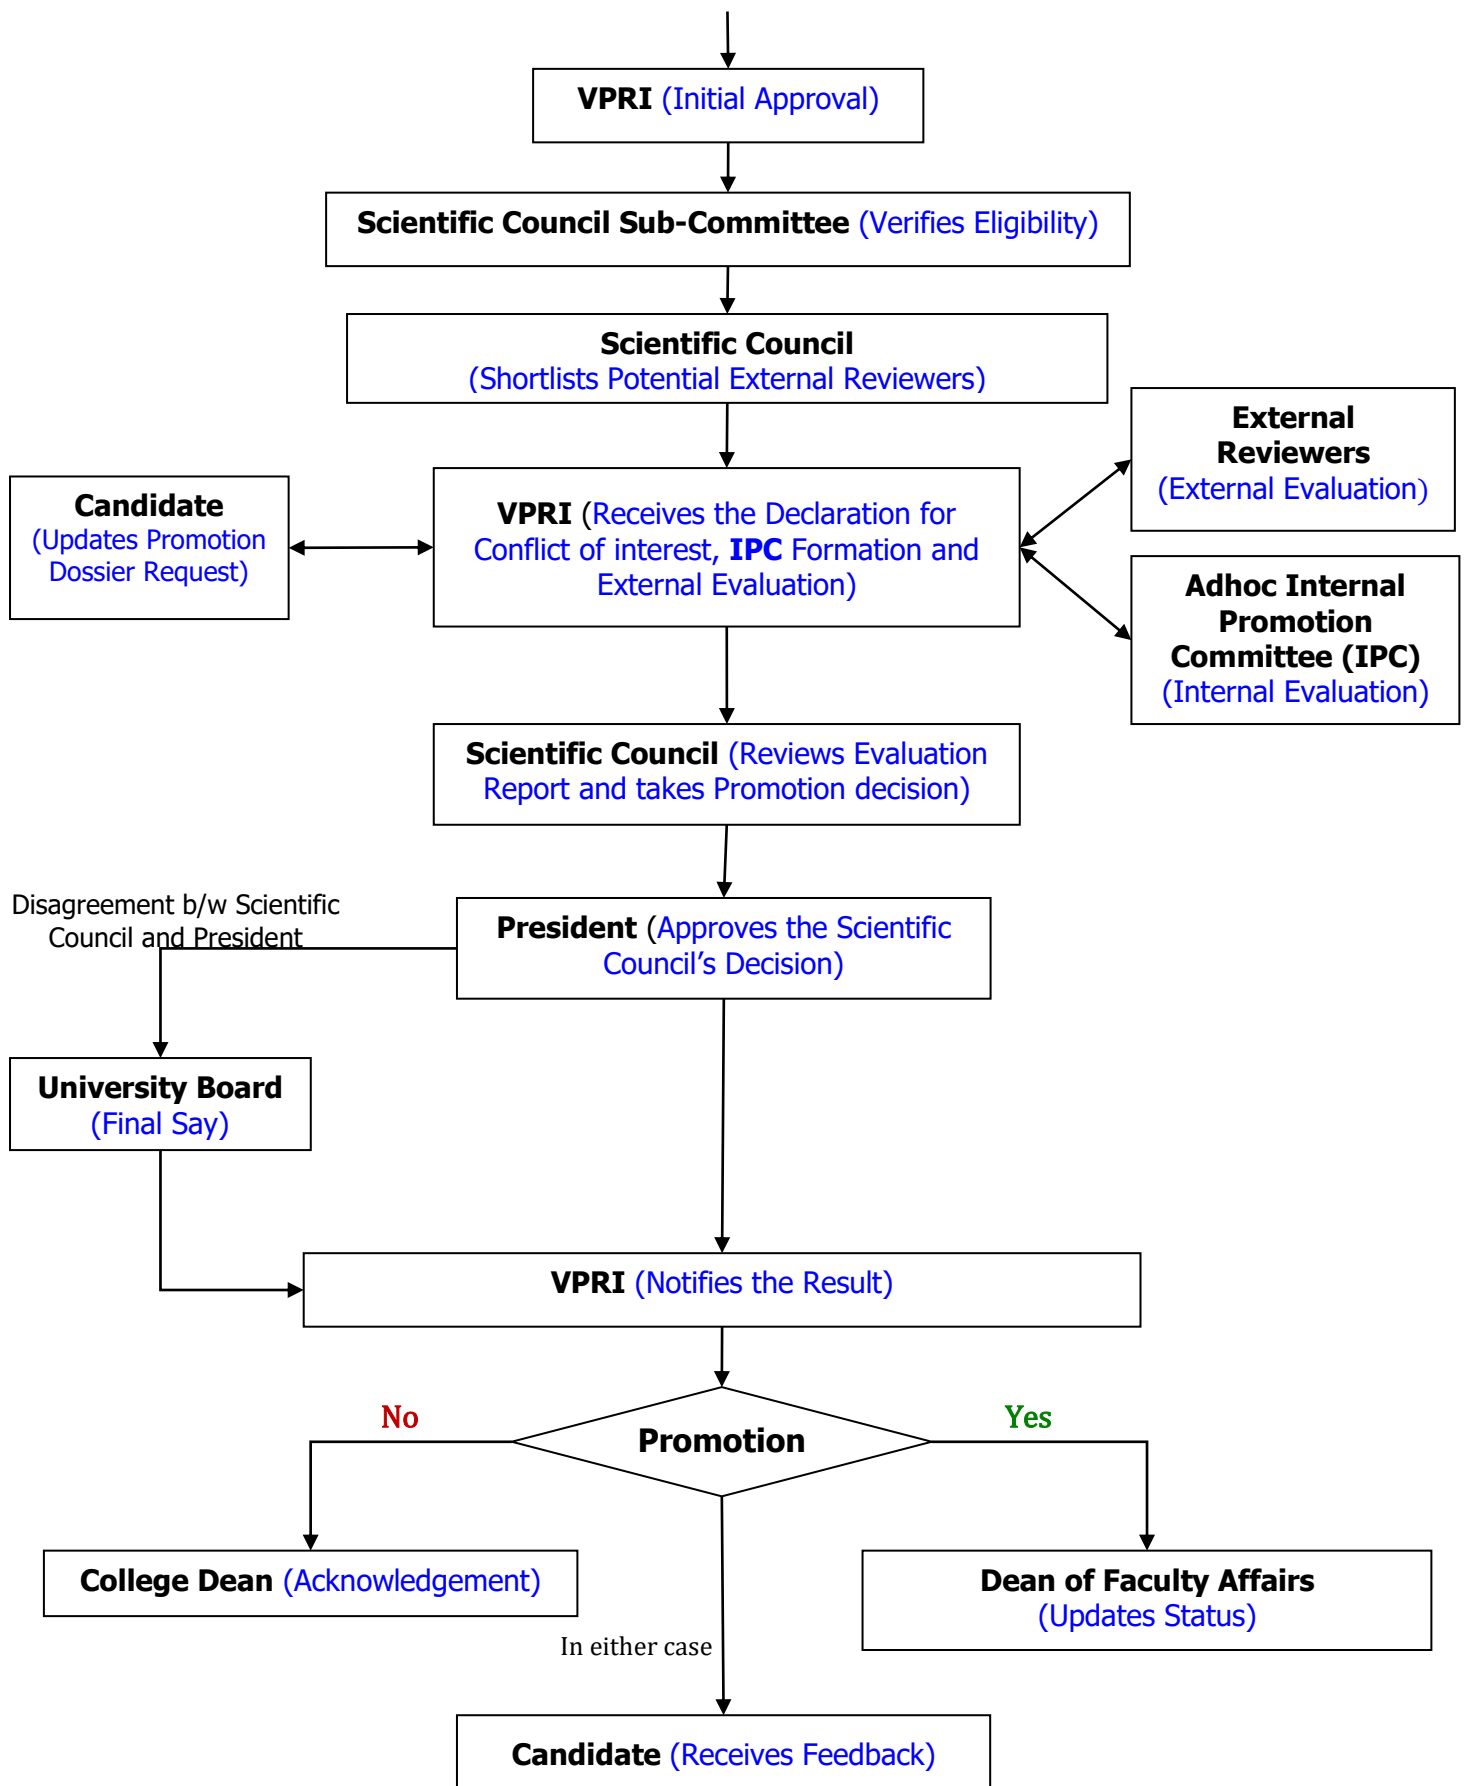 VPRI (Initial Approval)
Scientific Council Sub-Committee (Verifies Eligibility)
Scientific Council
(Shortlists Potential External Reviewers)
External
Reviewers
(External Evaluation)
Candidate
(Updates Promotion
Dossier Request)
VPRI (Receives the Declaration for
Conflict of interest, IPC Formation and
External Evaluation)
Adhoc Internal
Promotion
Committee (IPC)
(Internal Evaluation)
Scientific Council (Reviews Evaluation
Report and takes Promotion decision)
Disagreement b/w Scientific
Council and President
President (Approves the Scientific
Council’s Decision)
University Board
(Final Say)
VPRI (Notifies the Result)
No
Yes
Promotion
College Dean (Acknowledgement)
Dean of Faculty Affairs
(Updates Status)
In either case
Candidate (Receives Feedback)